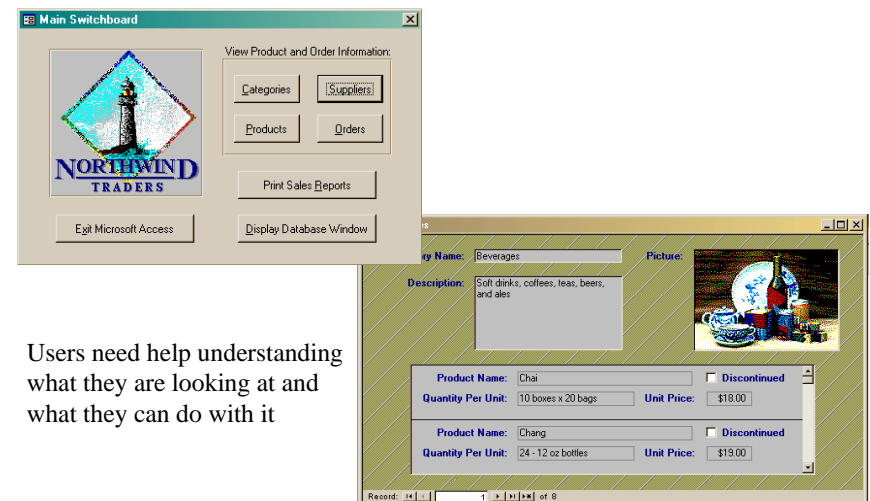 Main Switchboard
View Product and Order Information:
Categories Suppliers
Products Orders
NORTHWIND
TRADERS
Print Sales Reports
Exit Microsoft Access Display Database Window
Name: Beverages Picture:
Description: Soft drinks, coffees, teas, beers,
and ales
Users need help understanding
what they are looking at and
what they can do with it
Product Name: Chai Discontinued
Quantity Per Unit: 10 boxes x 20 bags Unit Price: $18.00
Product Name: Chang Discontinued
Quantity Per Unit: 24 - 12 oz bottles Unit Price: $19.00
Record: 1 of 8